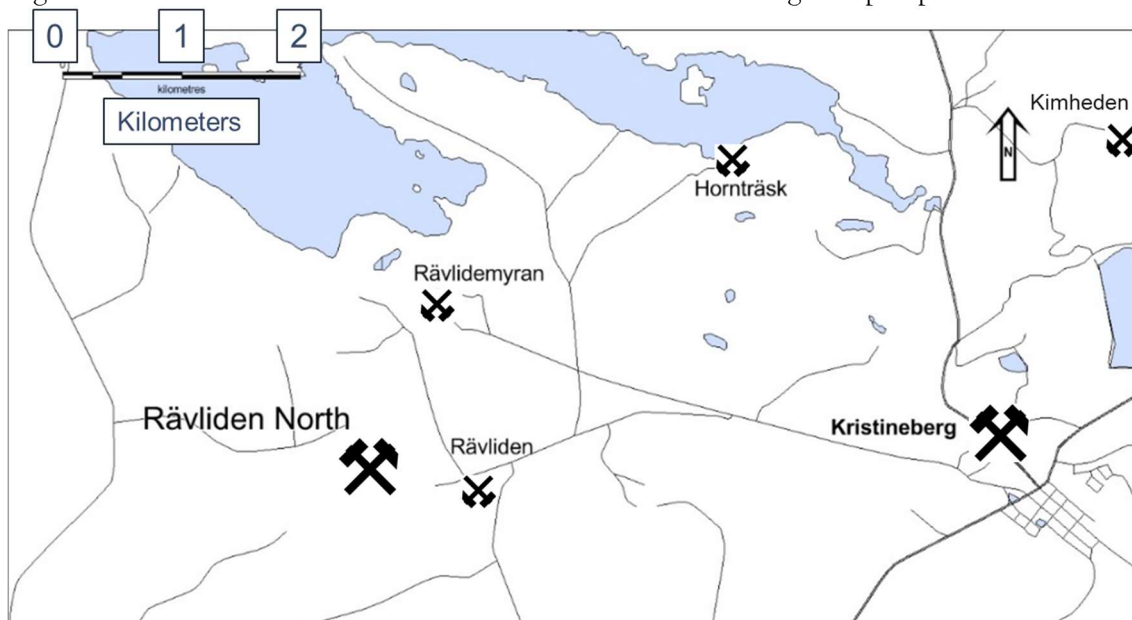 0 1 2
kilometres
Kilometers
Kimheden
N
Hornträsk
Rävlidemyran
Rävliden North
Kristineberg
Rävliden